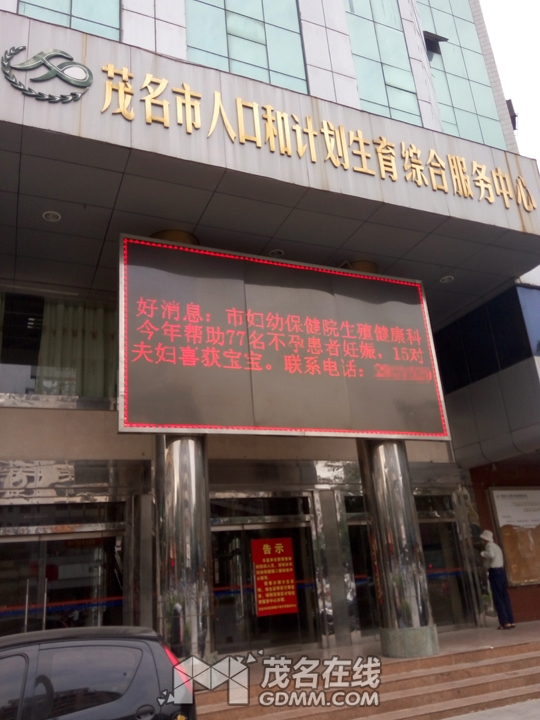 茂名市人口和计划生育综合服务中心
好消息：市妇幼保健院生殖健康科
今年帮助77名不孕患者妊娠，15对
夫妇喜获宝宝。联系电话：
告示
茂名在线
GDMM.COM